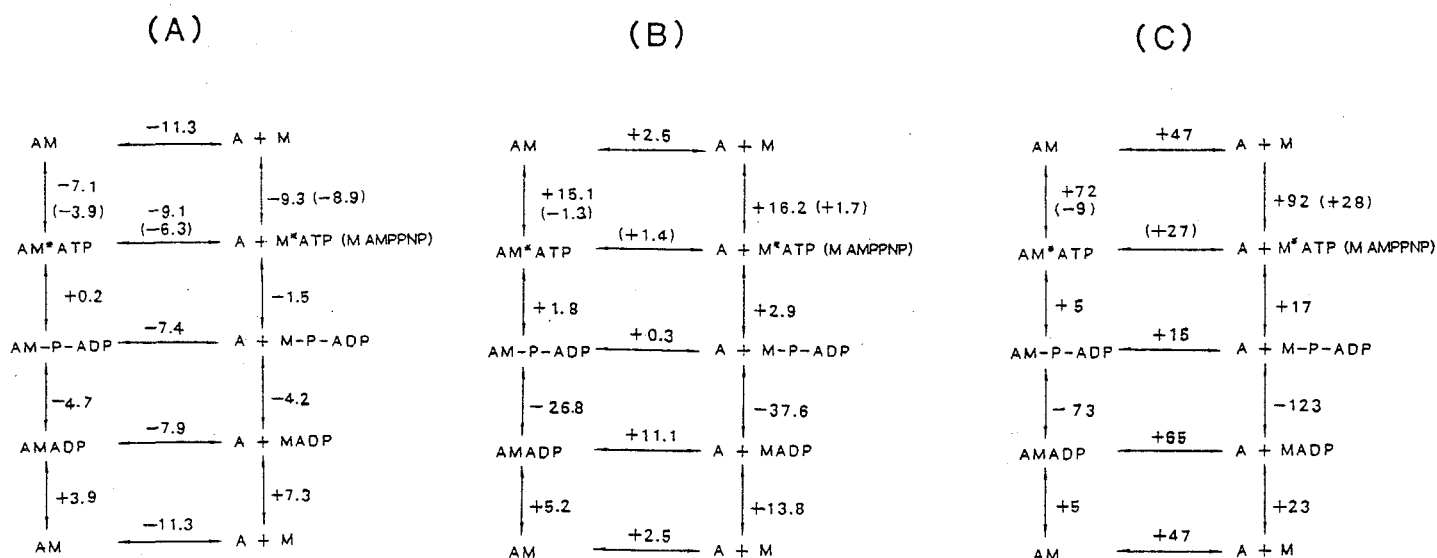 (A) (B) (C)
AM −11.3 A + M
−7.1
(−3.9)
−9.3 (−8.9)
−9.1
(−6.3)
AM*ATP A + M*ATP (M AMPPNP)
+0.2 −1.5
AM-P-ADP −7.4 A + M-P-ADP
−4.7 −4.2
AMADP −7.9 A + MADP
+3.9 +7.3
AM −11.3 A + M
AM +2.5 A + M
+15.1
(−1.3)
+16.2 (+1.7)
AM*ATP (+1.4) A + M*ATP (M AMPPNP)
+1.8 +2.9
AM-P-ADP +0.3 A + M-P-ADP
−26.8 −37.6
AMADP +11.1 A + MADP
+5.2 +13.8
AM +2.5 A + M
AM +47 A + M
+72
(−9)
+92 (+28)
AM*ATP (+27) A + M*ATP (M AMPPNP)
+5 +17
AM-P-ADP +15 A + M-P-ADP
−73 −123
AMADP +65 A + MADP
+5 +23
AM +47 A + M